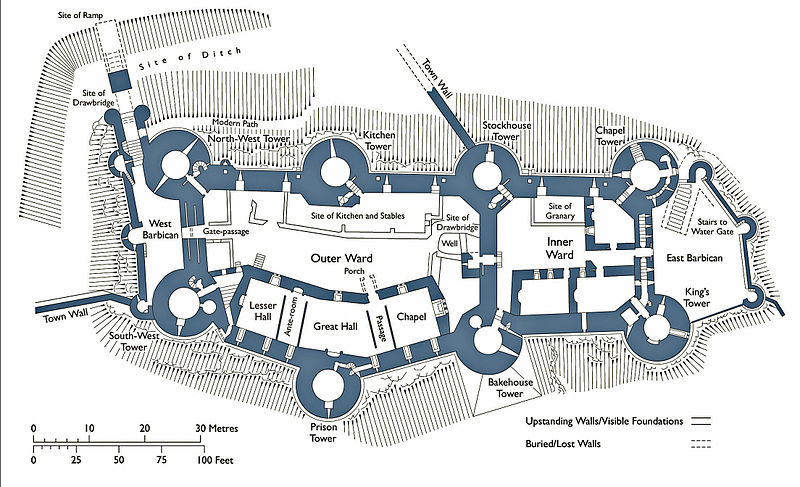 Site of Ramp
Site of Ditch
Site of
Drawbridge
Town Wall
Modern Path
North-West Tower
Kitchen
Tower
Stockhouse
Tower
Chapel
Tower
West
Barbican
Gate-passage
Site of Kitchen and Stables
Site of
Drawbridge
Well
Site of
Granary
Stairs to
Water Gate
Outer Ward
Porch
Inner
Ward
East Barbican
King's
Tower
Lesser
Hall
Ante-room
Great Hall
Passage
Chapel
Town Wall
South-West
Tower
Prison
Tower
Bakehouse
Tower
0 10 20 30 Metres
0 25 50 75 100 Feet
Upstanding Walls/Visible Foundations
Buried/Lost Walls